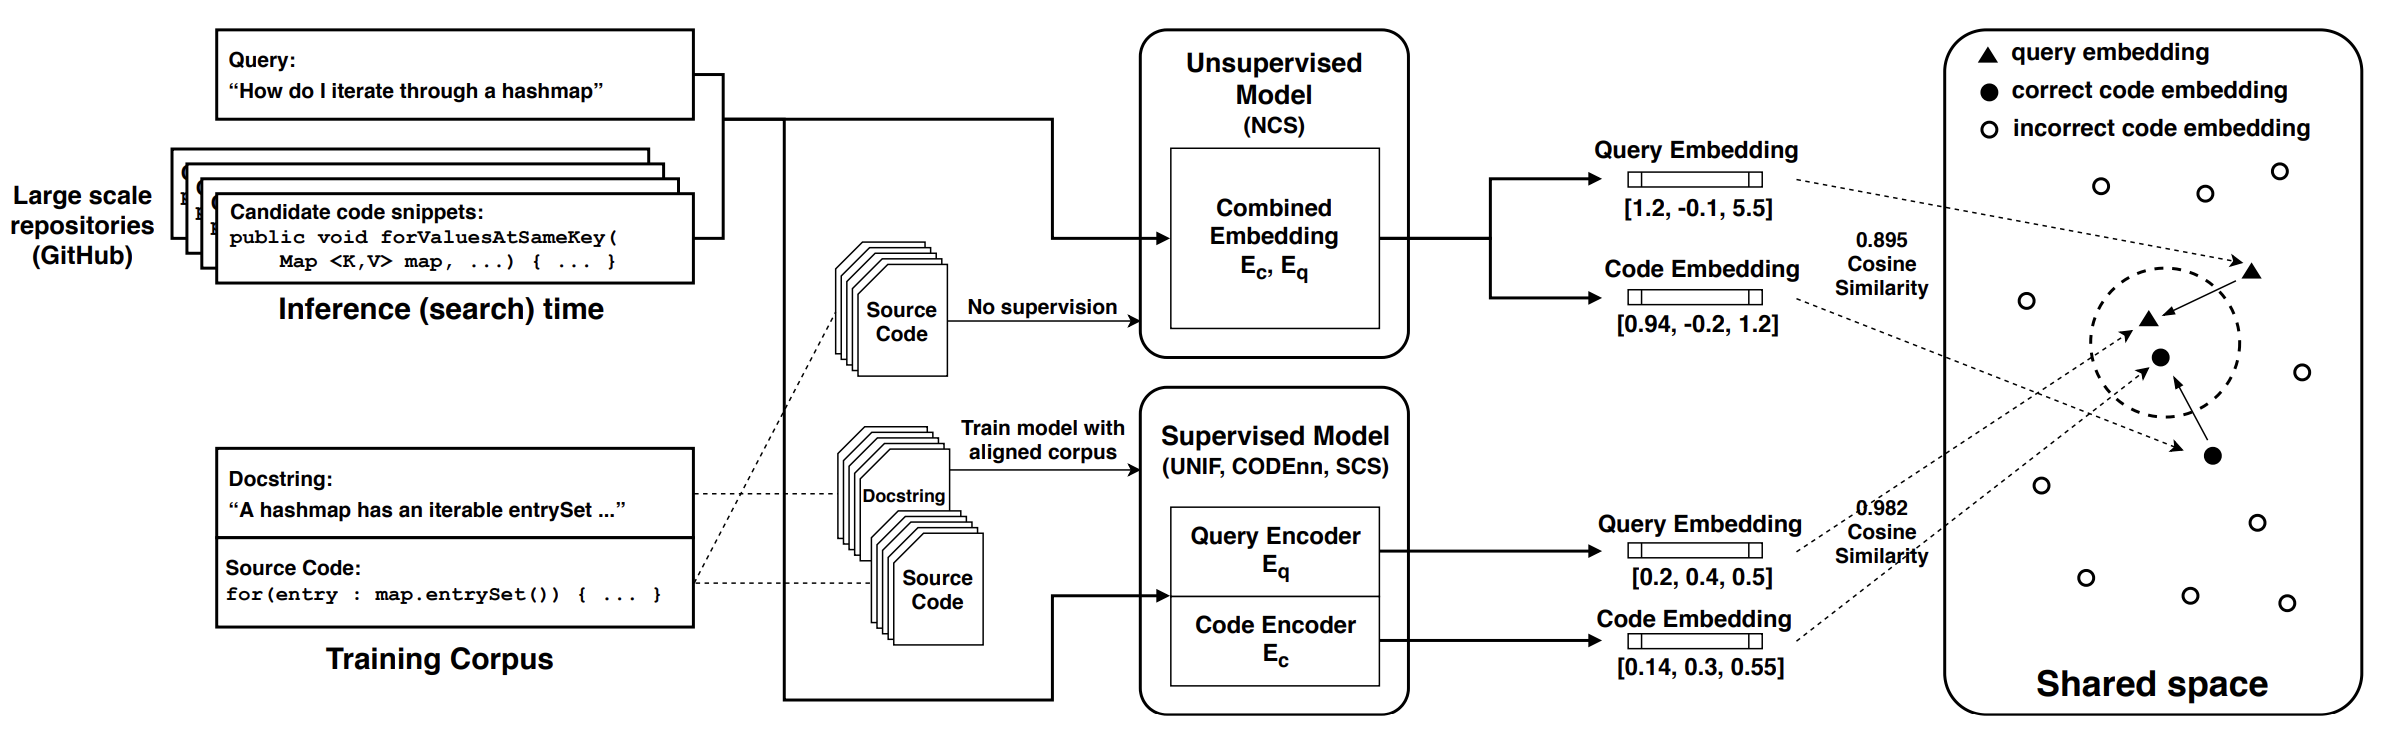 Query:
“How do I iterate through a hashmap”
Large scale
repositories
(GitHub)
Candidate code snippets:
public void forValuesAtSameKey(
Map <K,V> map, ...) { ... }
Inference (search) time
Docstring:
“A hashmap has an iterable entrySet ...”
Source Code:
for(entry : map.entrySet()) { ... }
Training Corpus
Source
Code
No supervision
Docstring
Source
Code
Train model with
aligned corpus
Unsupervised
Model
(NCS)
Combined
Embedding
Ec, Eq
Supervised Model
(UNIF, CODEnn, SCS)
Query Encoder
Eq
Code Encoder
Ec
Query Embedding
[1.2, -0.1, 5.5]
Code Embedding
[0.94, -0.2, 1.2]
0.895
Cosine
Similarity
Query Embedding
[0.2, 0.4, 0.5]
Code Embedding
[0.14, 0.3, 0.55]
0.982
Cosine
Similarity
query embedding
correct code embedding
incorrect code embedding
Shared space